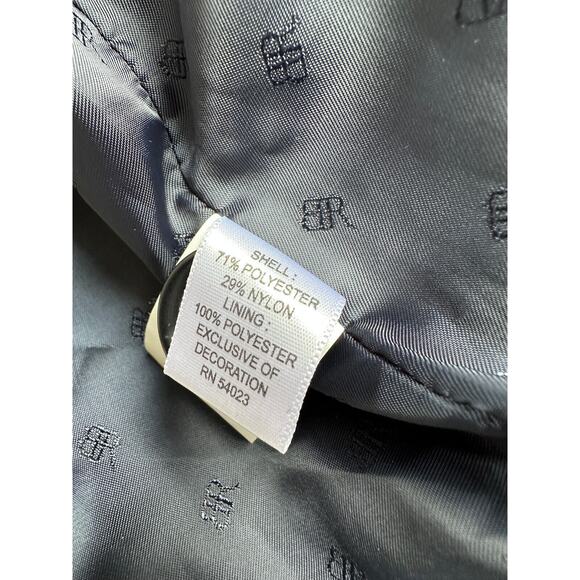 SHELL :
71% POLYESTER
29% NYLON
LINING :
100% POLYESTER
EXCLUSIVE OF
DECORATION
RN 54023